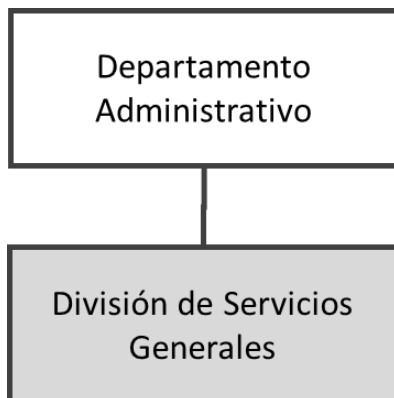 Departamento
Administrativo
División de Servicios
Generales